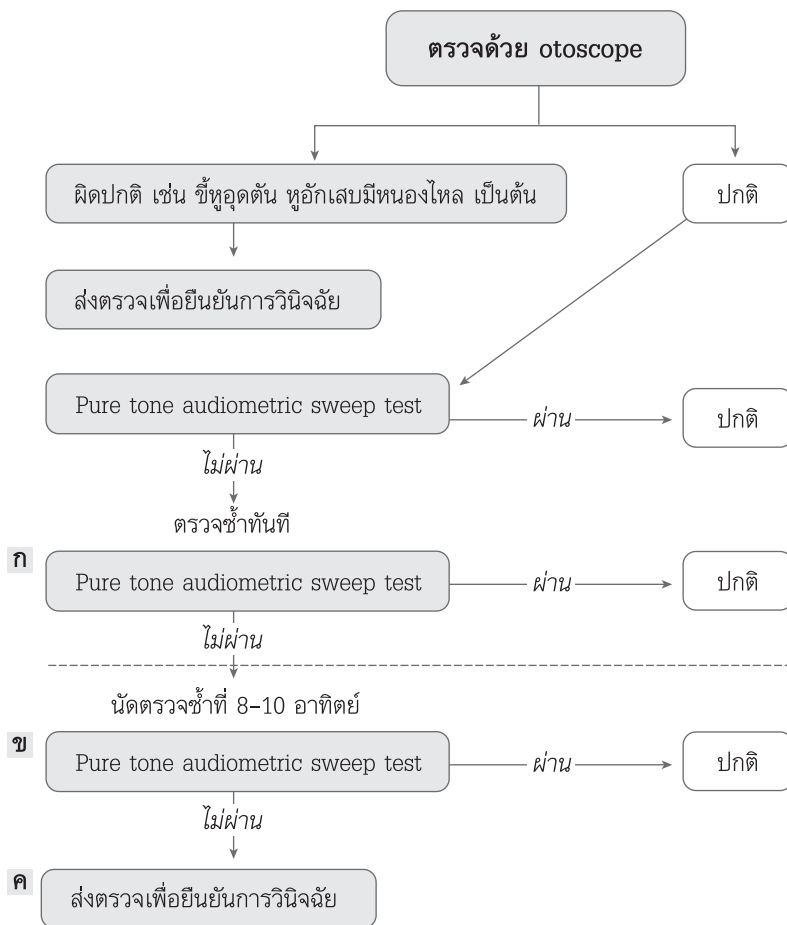 ตรวจด้วย otoscope
ผิดปกติ เช่น ขี้หูอุดตัน หูอักเสบมีหนองไหล เป็นต้น
ปกติ
ส่งตรวจเพื่อยืนยันการวินิจฉัย
Pure tone audiometric sweep test
ผ่าน
ปกติ
ไม่ผ่าน
ตรวจซ้ำทันที
ก
Pure tone audiometric sweep test
ผ่าน
ปกติ
ไม่ผ่าน
นัดตรวจซ้ำที่ 8–10 อาทิตย์
ข
Pure tone audiometric sweep test
ผ่าน
ปกติ
ไม่ผ่าน
ค
ส่งตรวจเพื่อยืนยันการวินิจฉัย